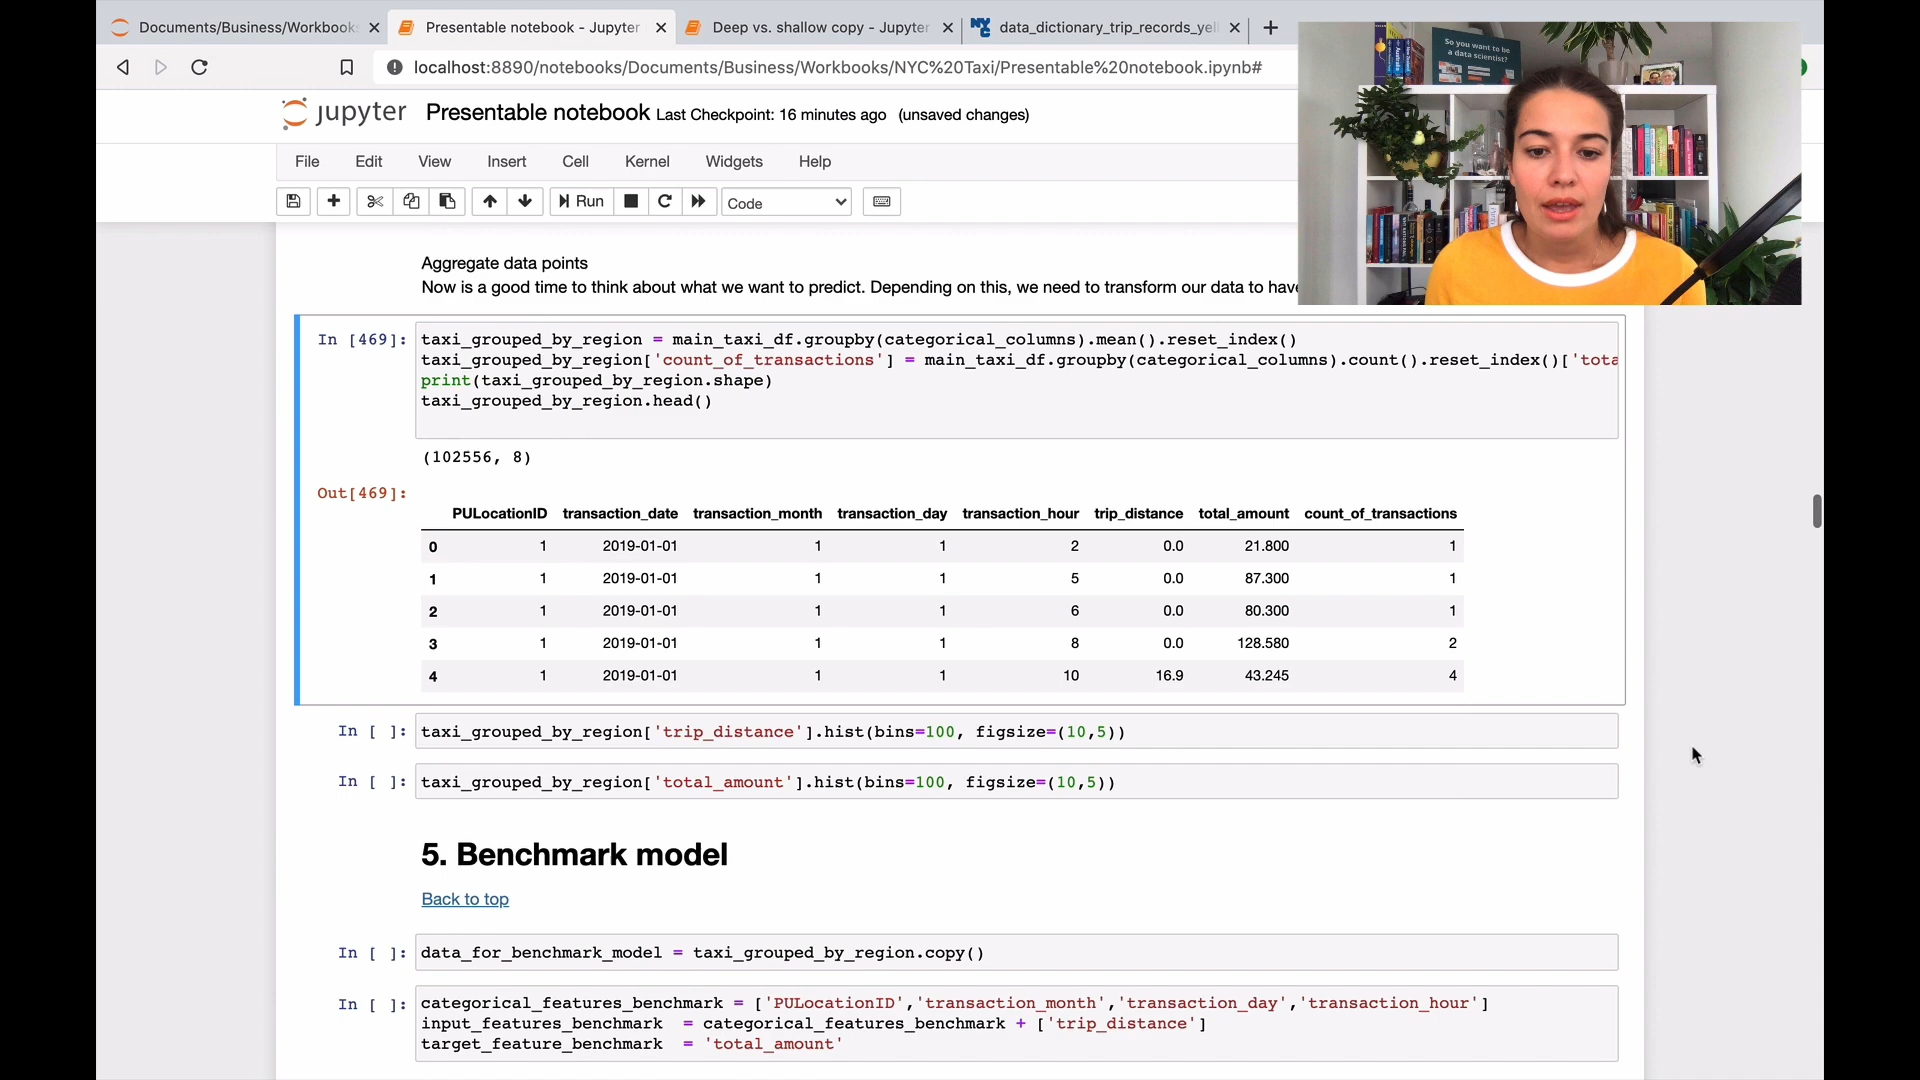 Documents/Business/Workbooks
Presentable notebook - Jupyter
Deep vs. shallow copy - Jupyter
NYC
data_dictionary_trip_records_yell
localhost:8890/notebooks/Documents/Business/Workbooks/NYC%20Taxi/Presentable%20notebook.ipynb#
So you want to be
a data scientist?
jupyter Presentable notebook Last Checkpoint: 16 minutes ago (unsaved changes)
File Edit View Insert Cell Kernel Widgets Help
Run Code
Aggregate data points
Now is a good time to think about what we want to predict. Depending on this, we need to transform our data to have
In [469]: taxi_grouped_by_region = main_taxi_df.groupby(categorical_columns).mean().reset_index()
taxi_grouped_by_region['count_of_transactions'] = main_taxi_df.groupby(categorical_columns).count().reset_index()['tota
print(taxi_grouped_by_region.shape)
taxi_grouped_by_region.head()
(102556, 8)
Out[469]:
PULocationID transaction_date transaction_month transaction_day transaction_hour trip_distance total_amount count_of_transactions
0 1 2019-01-01 1 1 2 0.0 21.800 1
1 1 2019-01-01 1 1 5 0.0 87.300 1
2 1 2019-01-01 1 1 6 0.0 80.300 1
3 1 2019-01-01 1 1 8 0.0 128.580 2
4 1 2019-01-01 1 1 10 16.9 43.245 4
In [ ]: taxi_grouped_by_region['trip_distance'].hist(bins=100, figsize=(10,5))
In [ ]: taxi_grouped_by_region['total_amount'].hist(bins=100, figsize=(10,5))
5. Benchmark model
Back to top
In [ ]: data_for_benchmark_model = taxi_grouped_by_region.copy()
In [ ]: categorical_features_benchmark = ['PULocationID','transaction_month','transaction_day','transaction_hour']
input_features_benchmark = categorical_features_benchmark + ['trip_distance']
target_feature_benchmark = 'total_amount'